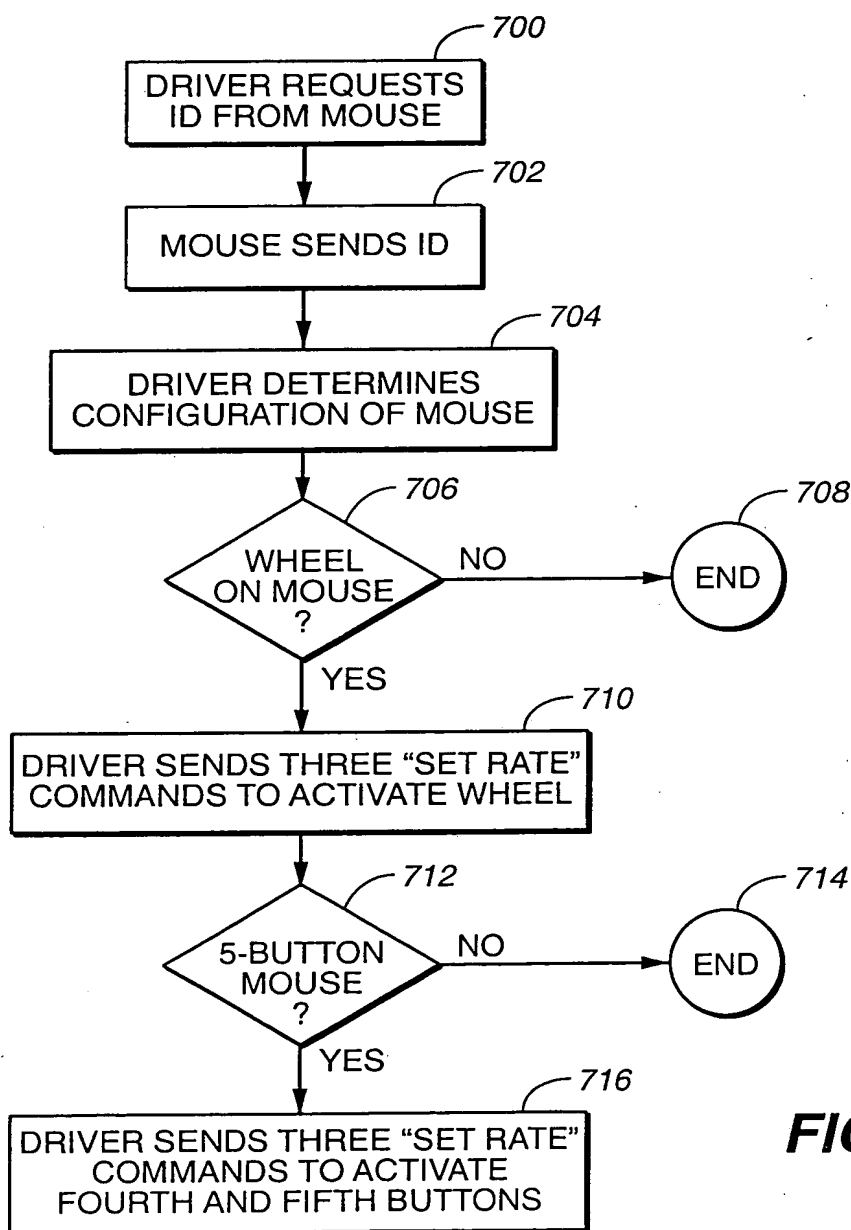 700
DRIVER REQUESTS
ID FROM MOUSE
702
MOUSE SENDS ID
704
DRIVER DETERMINES
CONFIGURATION OF MOUSE
706
WHEEL
ON MOUSE
?
NO
708
END
YES
710
DRIVER SENDS THREE “SET RATE”
COMMANDS TO ACTIVATE WHEEL
712
5-BUTTON
MOUSE
?
NO
714
END
YES
716
DRIVER SENDS THREE “SET RATE”
COMMANDS TO ACTIVATE
FOURTH AND FIFTH BUTTONS